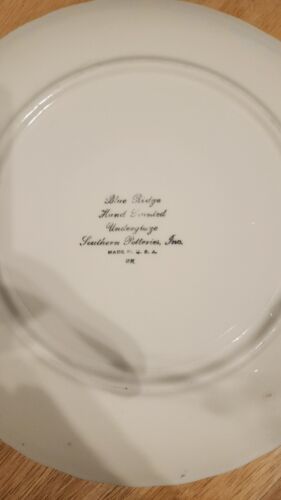 Blue Ridge
Hand Painted
Underglaze
Southern Potteries, Inc.
MADE IN U. S. A.